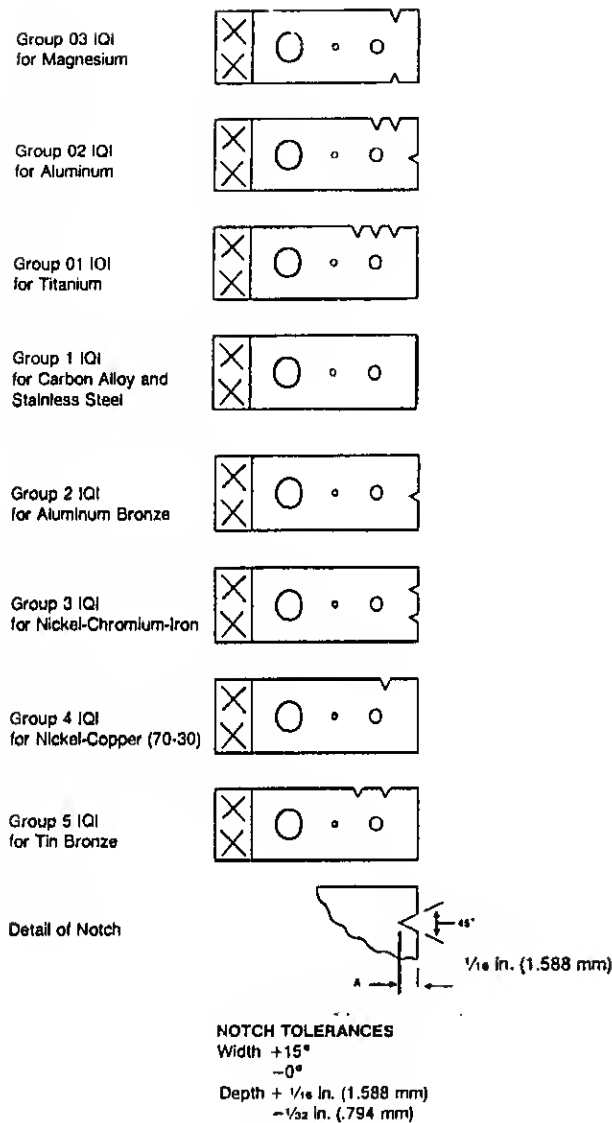 Group 03 IQI
for Magnesium
Group 02 IQI
for Aluminum
Group 01 IQI
for Titanium
Group 1 IQI
for Carbon Alloy and
Stainless Steel
Group 2 IQI
for Aluminum Bronze
Group 3 IQI
for Nickel-Chromium-Iron
Group 4 IQI
for Nickel-Copper (70-30)
Group 5 IQI
for Tin Bronze
Detail of Notch
45°
1/16 in. (1.588 mm)
A
NOTCH TOLERANCES
Width +15°
-0°
Depth + 1/16 in. (1.588 mm)
-1/32 in. (.794 mm)